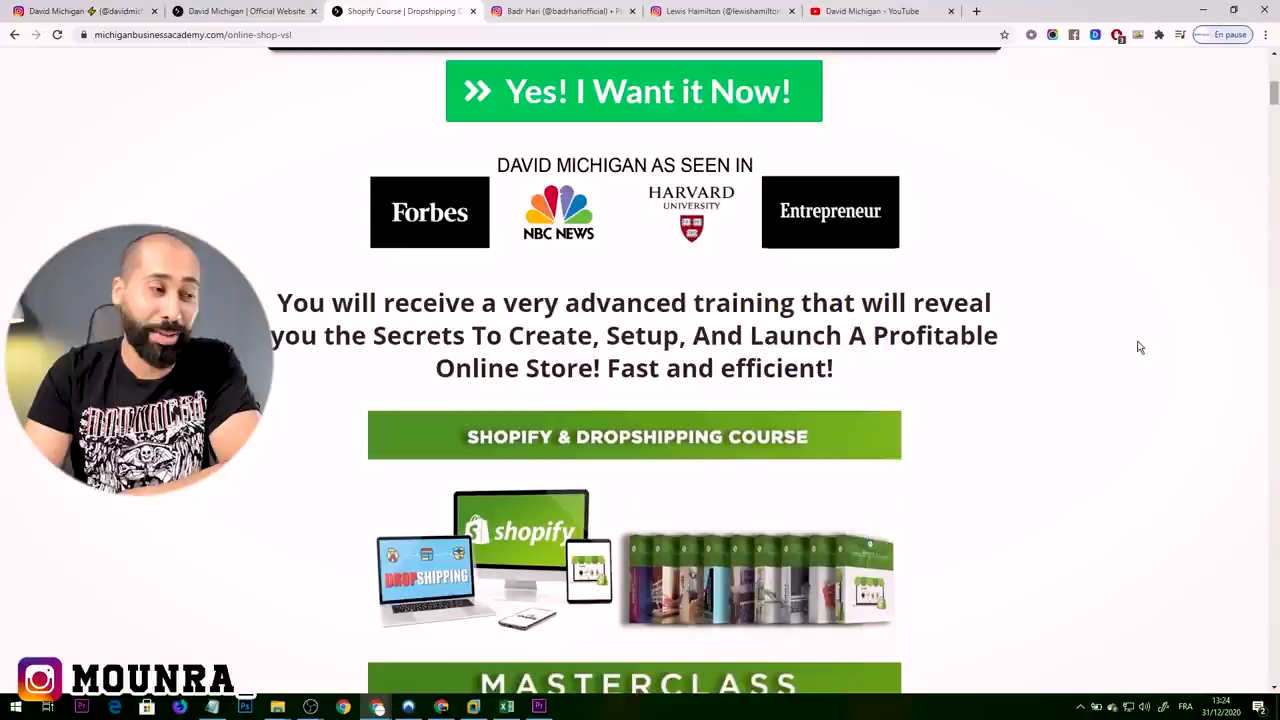 David Michigan ⚡ (@davidmic
David Michigan | Official Website
Shopify Course | Dropshipping C
Badr Hari (@badrhariofficial) • P
Lewis Hamilton (@lewishamilton
David Michigan - YouTube
michiganbusinessacademy.com/online-shop-vsl
En pause
Yes! I Want it Now!
DAVID MICHIGAN AS SEEN IN
Forbes
NBC NEWS
HARVARD
UNIVERSITY
Entrepreneur
You will receive a very advanced training that will reveal
you the Secrets To Create, Setup, And Launch A Profitable
Online Store! Fast and efficient!
SHOPIFY & DROPSHIPPING COURSE
shopify
DROPSHIPPING
MASTERCLASS
MOUNRA_
FRA
13:24
31/12/2020